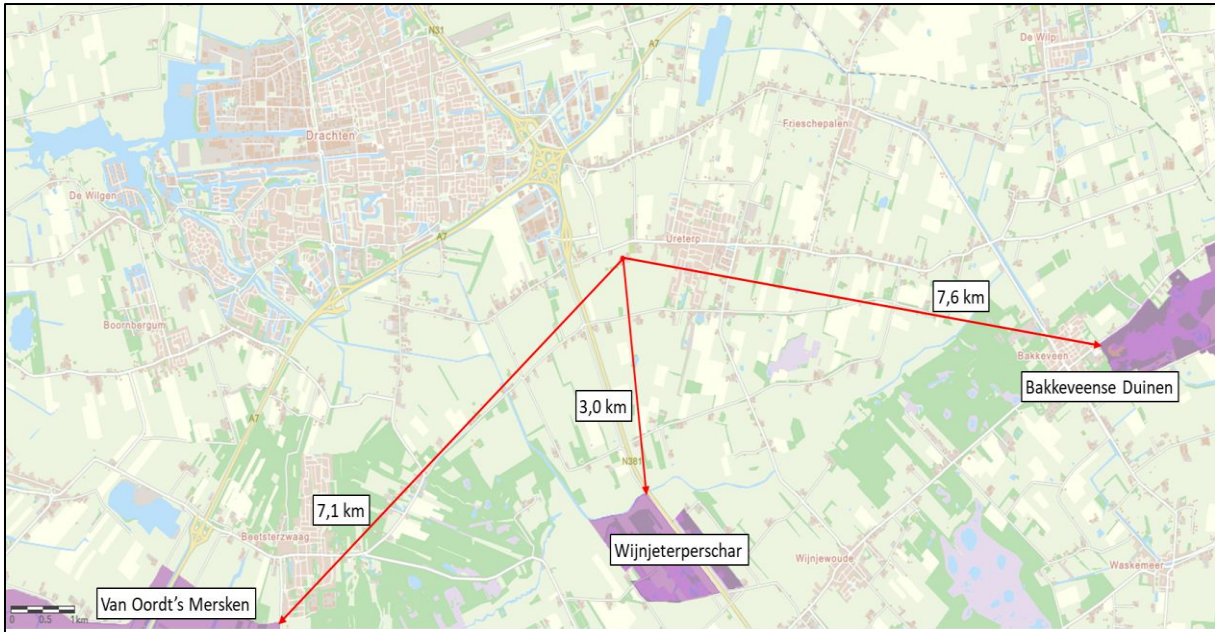 N31
A7
De Wilp
Drachten
Frieschepalen
De Wilgen
A7
Ureterp
7,6 km
Boornbergum
Bakkeveen
Bakkeveense Duinen
3,0 km
A7
N381
7,1 km
Beetsterzwaag
Wijnjeterperschar
Wijnjewoude
Waskemeer
Van Oordt's Mersken
0 0.5 1km